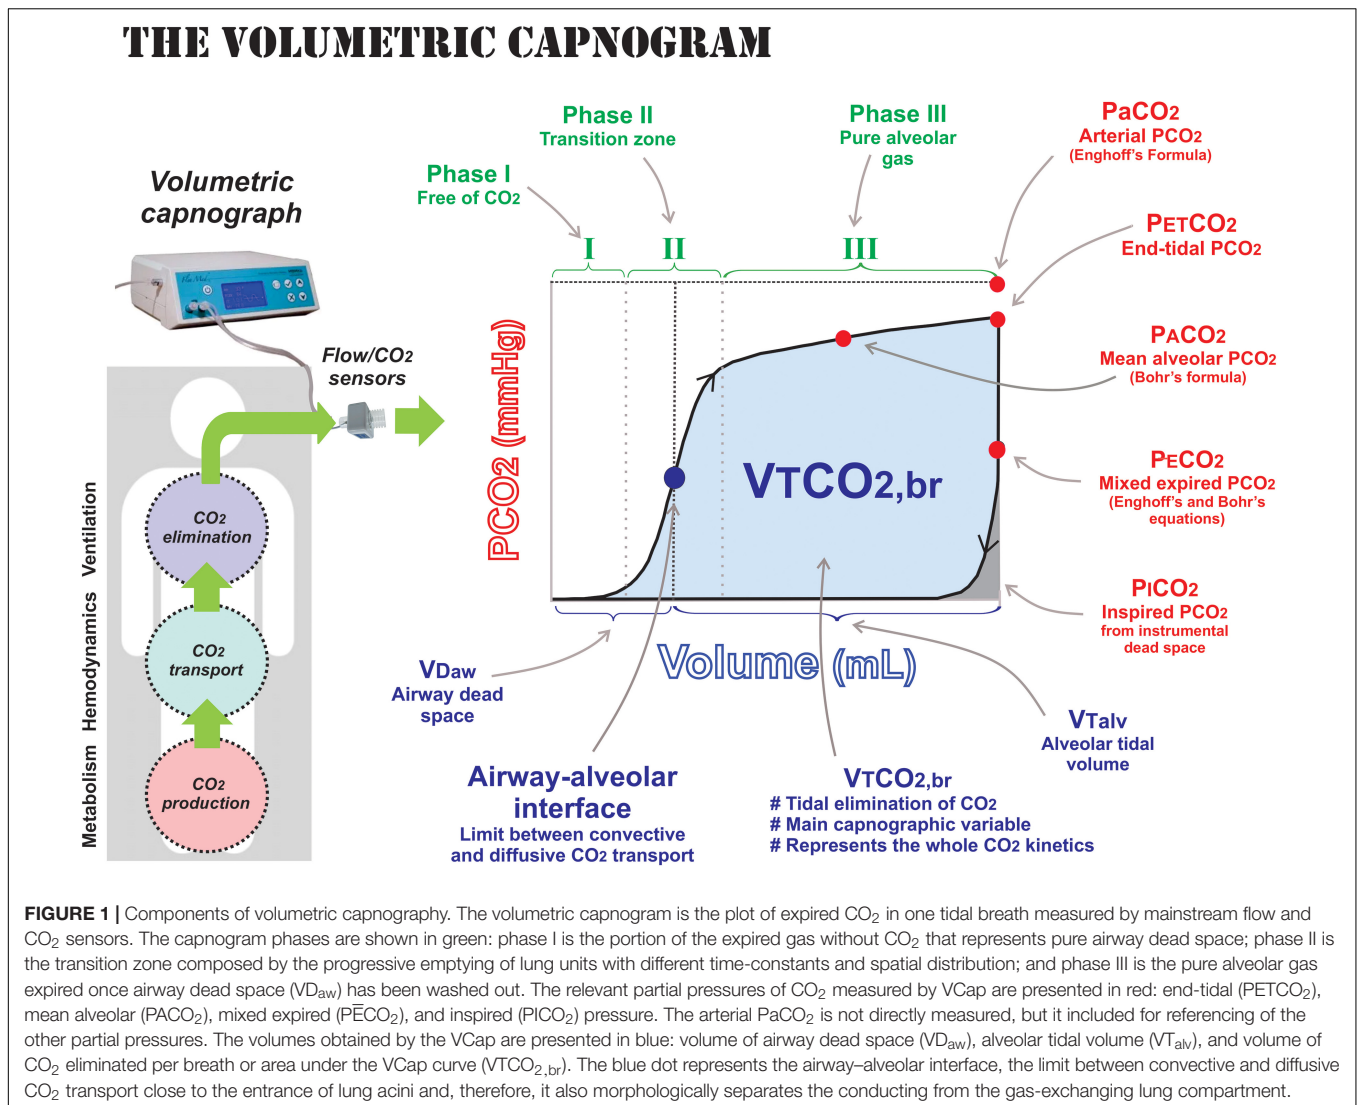 THE VOLUMETRIC CAPNOGRAM
Volumetric
capnograph
Flow/CO2
sensors
Metabolism Hemodynamics Ventilation
CO2
elimination
CO2
transport
CO2
production
Phase I
Free of CO2
Phase II
Transition zone
Phase III
Pure alveolar
gas
I
II
III
PCO2 (mmHg)
VTCO2,br
Volume (mL)
PaCO2
Arterial PCO2
(Enghoff's Formula)
PETCO2
End-tidal PCO2
PACO2
Mean alveolar PCO2
(Bohr's formula)
PECO2
Mixed expired PCO2
(Enghoff's and Bohr's
equations)
PICO2
Inspired PCO2
from instrumental
dead space
VDaw
Airway dead
space
Airway-alveolar
interface
Limit between convective
and diffusive CO2 transport
VTCO2,br
# Tidal elimination of CO2
# Main capnographic variable
# Represents the whole CO2 kinetics
VTalv
Alveolar tidal
volume
FIGURE 1 | Components of volumetric capnography. The volumetric capnogram is the plot of expired CO₂ in one tidal breath measured by mainstream flow and
CO₂ sensors. The capnogram phases are shown in green: phase I is the portion of the expired gas without CO₂ that represents pure airway dead space; phase II is
the transition zone composed by the progressive emptying of lung units with different time-constants and spatial distribution; and phase III is the pure alveolar gas
expired once airway dead space (VD_aw) has been washed out. The relevant partial pressures of CO₂ measured by VCap are presented in red: end-tidal (PETCO₂),
mean alveolar (PACO₂), mixed expired (PE̅CO₂), and inspired (PICO₂) pressure. The arterial PaCO₂ is not directly measured, but it included for referencing of the
other partial pressures. The volumes obtained by the VCap are presented in blue: volume of airway dead space (VD_aw), alveolar tidal volume (VT_alv), and volume of
CO₂ eliminated per breath or area under the VCap curve (VTCO₂,br). The blue dot represents the airway–alveolar interface, the limit between convective and diffusive
CO₂ transport close to the entrance of lung acini and, therefore, it also morphologically separates the conducting from the gas-exchanging lung compartment.